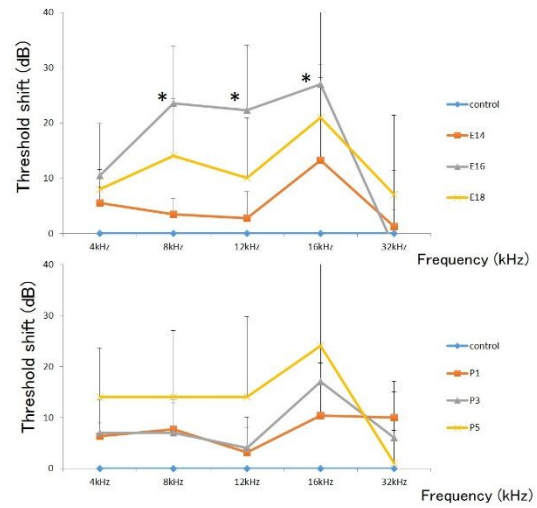 Threshold shift (dB)
40
30
20
10
0
*
*
*
4kHz 8kHz 12kHz 16kHz 32kHz
Frequency (kHz)
control
E14
E16
E18
Threshold shift (dB)
40
30
20
10
0
4kHz 8kHz 12kHz 16kHz 32kHz
Frequency (kHz)
control
P1
P3
P5